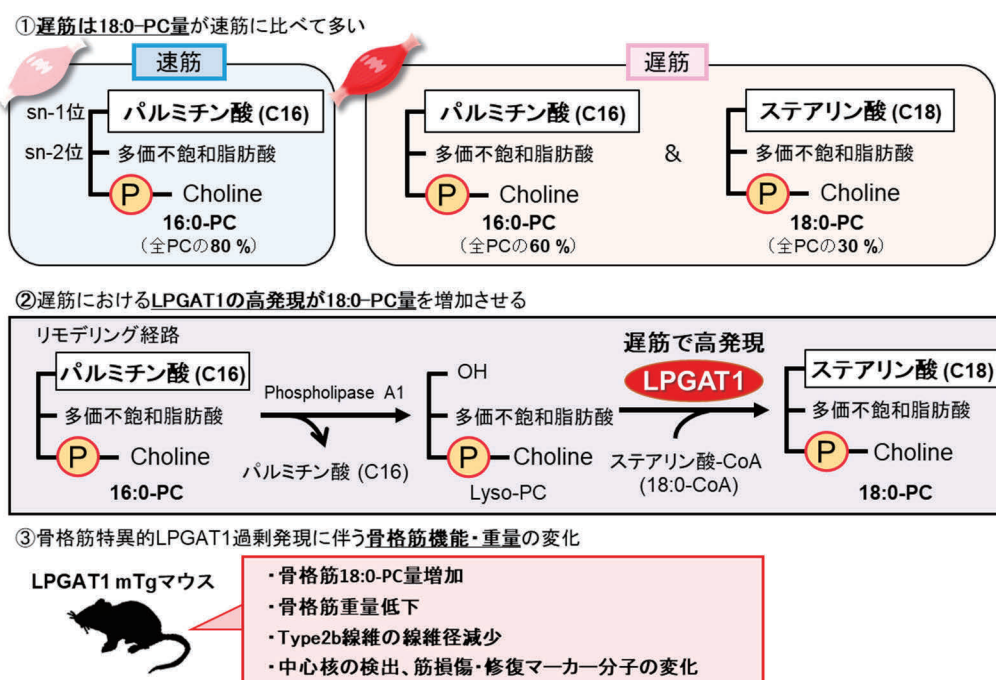 ①遅筋は18:0-PC量が速筋に比べて多い
速筋
遅筋
sn-1位
パルミチン酸 (C16)
sn-2位
多価不飽和脂肪酸
P
Choline
16:0-PC
(全PCの80 %)
パルミチン酸 (C16)
多価不飽和脂肪酸
P
Choline
16:0-PC
(全PCの60 %)
&
ステアリン酸 (C18)
多価不飽和脂肪酸
P
Choline
18:0-PC
(全PCの30 %)
②遅筋におけるLPGAT1の高発現が18:0-PC量を増加させる
リモデリング経路
パルミチン酸 (C16)
多価不飽和脂肪酸
P
Choline
16:0-PC
Phospholipase A1
パルミチン酸 (C16)
OH
多価不飽和脂肪酸
P
Choline
Lyso-PC
遅筋で高発現
LPGAT1
ステアリン酸-CoA
(18:0-CoA)
ステアリン酸 (C18)
多価不飽和脂肪酸
P
Choline
18:0-PC
③骨格筋特異的LPGAT1過剰発現に伴う骨格筋機能・重量の変化
LPGAT1 mTgマウス
・骨格筋18:0-PC量増加
・骨格筋重量低下
・Type2b線維の線維径減少
・中心核の検出、筋損傷・修復マーカー分子の変化